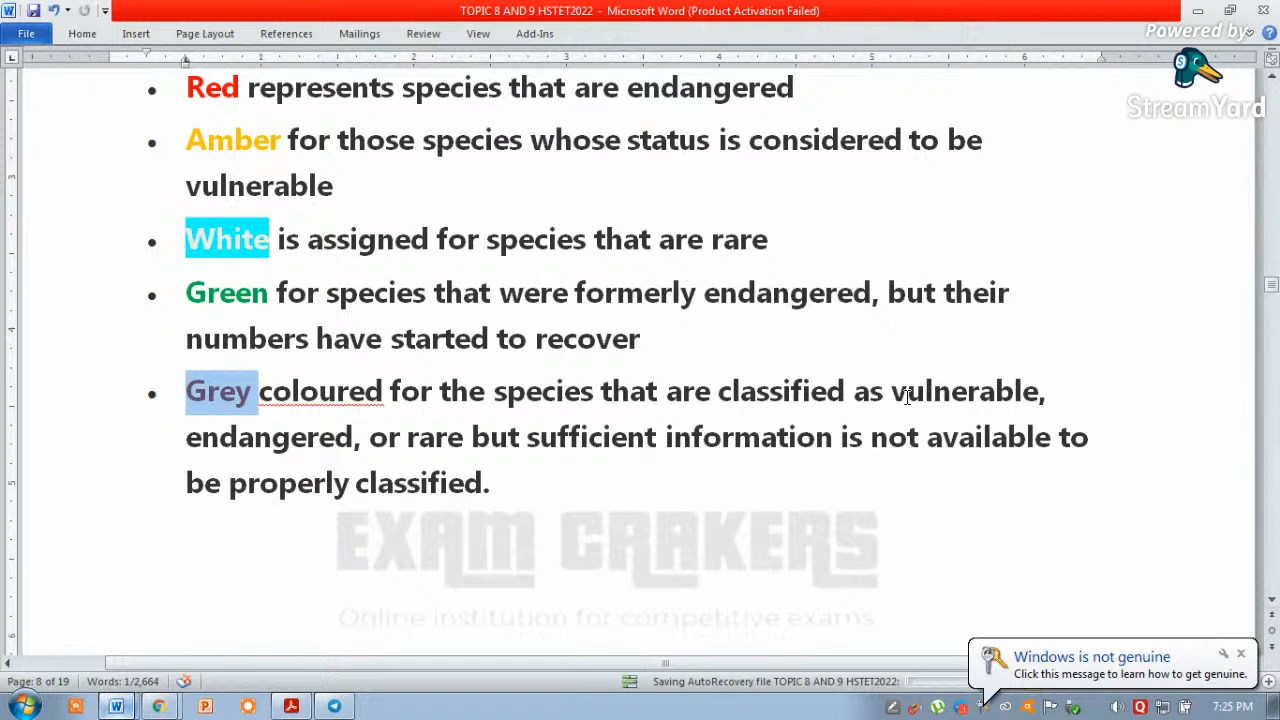 TOPIC 8 AND 9 HSTET2022 - Microsoft Word (Product Activation Failed)
File Home Insert Page Layout References Mailings Review View Add-Ins
Powered by
StreamYard
1 2 3 4 5 6
• Red represents species that are endangered
• Amber for those species whose status is considered to be
vulnerable
• White is assigned for species that are rare
• Green for species that were formerly endangered, but their
numbers have started to recover
• Grey coloured for the species that are classified as vulnerable,
endangered, or rare but sufficient information is not available to
be properly classified.
EXAM CRAKERS
Online institution for competitive exams
Windows is not genuine
Click this message to learn how to get genuine.
Page: 8 of 19 Words: 1/2,664 Saving AutoRecovery file TOPIC 8 AND 9 HSTET2022:
7:25 PM